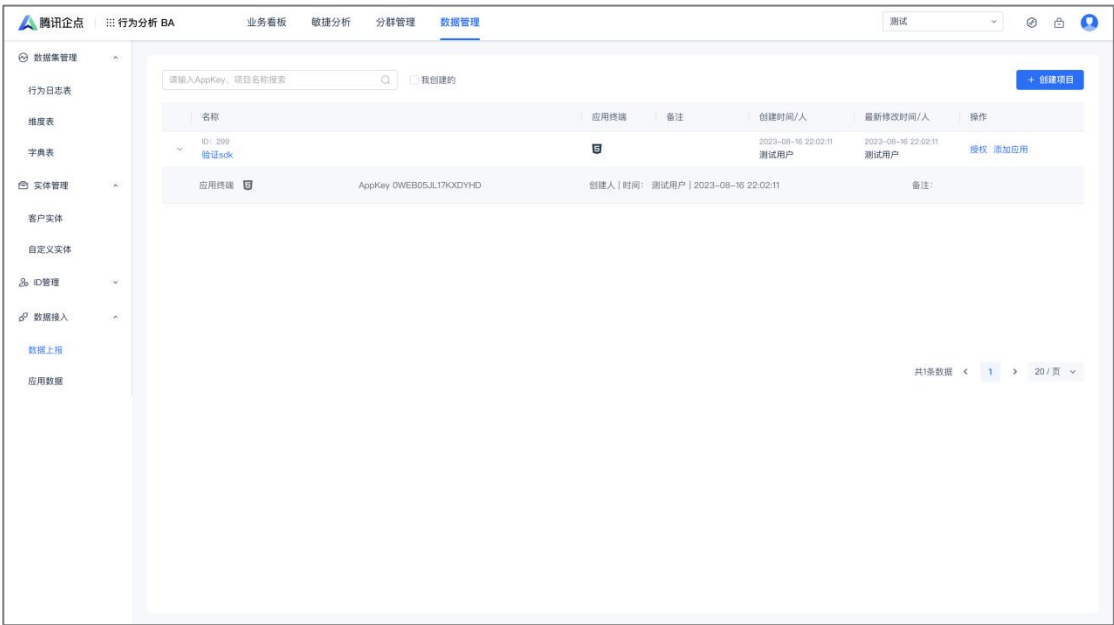 腾讯企点 行为分析 BA 业务看板 敏捷分析 分群管理 数据管理 测试
数据集管理
行为日志表
维度表
字典表
实体管理
客户实体
自定义实体
ID管理
数据接入
数据上报
应用数据
请输入AppKey、项目名称搜索 我创建的 + 创建项目
名称 应用终端 备注 创建时间/人 最新修改时间/人 操作
ID: 299 2023-08-16 22:02:11 2023-08-16 22:02:11
验证sdk 测试用户 测试用户 授权 添加应用
应用终端 AppKey 0WEB05JL17KXDYHD 创建人 | 时间: 测试用户 | 2023-08-16 22:02:11 备注:
共1条数据 < 1 > 20 / 页